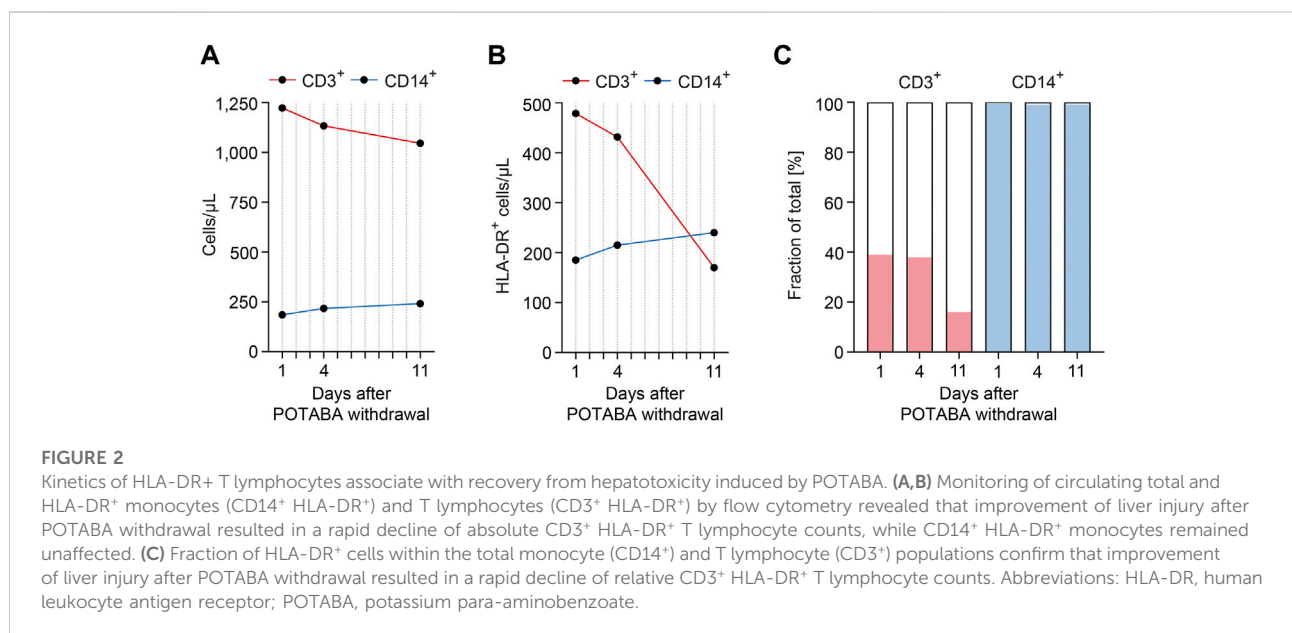 A
CD3+ CD14+
1,250
1,000
750
500
250
0
Cells/µL
1 4 11
Days after
POTABA withdrawal
B
CD3+ CD14+
500
400
300
200
100
0
HLA-DR+ cells/µL
1 4 11
Days after
POTABA withdrawal
C
CD3+ CD14+
100
80
60
40
20
0
Fraction of total [%]
1 4 11 1 4 11
Days after
POTABA withdrawal
FIGURE 2
Kinetics of HLA-DR+ T lymphocytes associate with recovery from hepatotoxicity induced by POTABA. (A,B) Monitoring of circulating total and
HLA-DR+ monocytes (CD14+ HLA-DR+) and T lymphocytes (CD3+ HLA-DR+) by flow cytometry revealed that improvement of liver injury after
POTABA withdrawal resulted in a rapid decline of absolute CD3+ HLA-DR+ T lymphocyte counts, while CD14+ HLA-DR+ monocytes remained
unaffected. (C) Fraction of HLA-DR+ cells within the total monocyte (CD14+) and T lymphocyte (CD3+) populations confirm that improvement
of liver injury after POTABA withdrawal resulted in a rapid decline of relative CD3+ HLA-DR+ T lymphocyte counts. Abbreviations: HLA-DR, human
leukocyte antigen receptor; POTABA, potassium para-aminobenzoate.